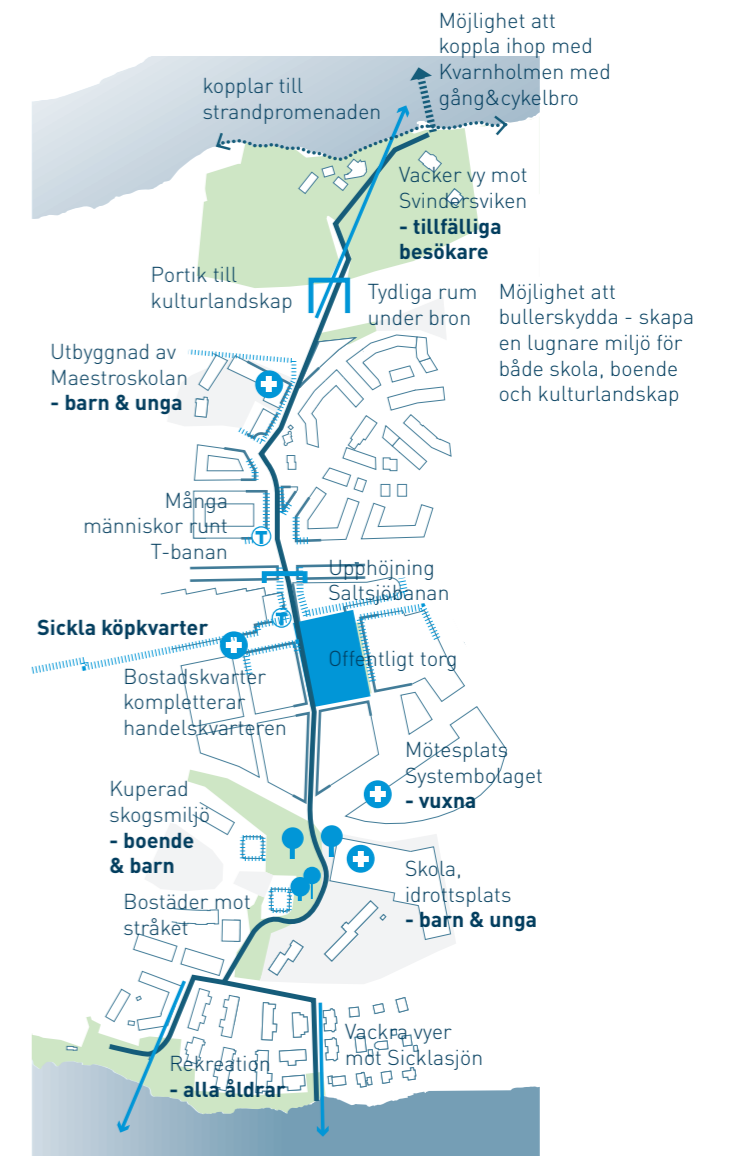 Möjlighet att
koppla ihop med
Kvarnholmen med
gång&cykelbro
kopplar till
strandpromenaden
Vacker vy mot
Svindersviken
- tillfälliga
besökare
Portik till
kulturlandskap
Tydliga rum
under bron
Möjlighet att
bullerskydda - skapa
en lugnare miljö för
både skola, boende
och kulturlandskap
Utbyggnad av
Maestroskolan
- barn & unga
Många
människor runt
T-banan
T
Upphöjning
Saltsjöbanan
T
Sickla köpkvarter
Offentligt torg
Bostadskvarter
kompletterar
handelskvarteren
Mötesplats
Systembolaget
- vuxna
Kuperad
skogsmiljö
- boende
& barn
Skola,
idrottsplats
- barn & unga
Bostäder mot
stråket
Vackra vyer
mot Sicklasjön
Rekreation
- alla åldrar